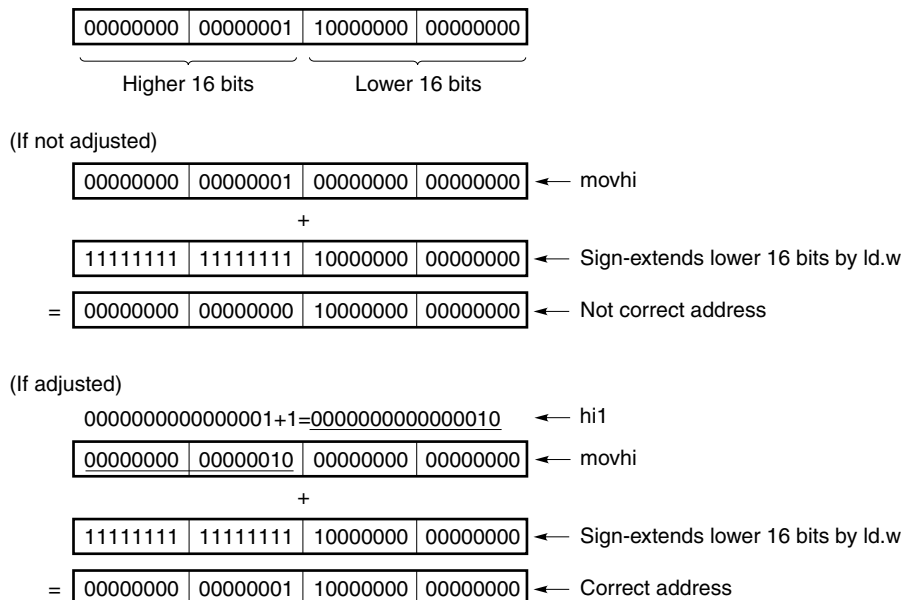 00000000 00000001 10000000 00000000
Higher 16 bits Lower 16 bits
(If not adjusted)
00000000 00000001 00000000 00000000 movhi
+
11111111 11111111 10000000 00000000 Sign-extends lower 16 bits by ld.w
= 00000000 00000000 10000000 00000000 Not correct address
(If adjusted)
0000000000000001+1=0000000000000010 hi1
00000000 00000010 00000000 00000000 movhi
+
11111111 11111111 10000000 00000000 Sign-extends lower 16 bits by ld.w
= 00000000 00000001 10000000 00000000 Correct address